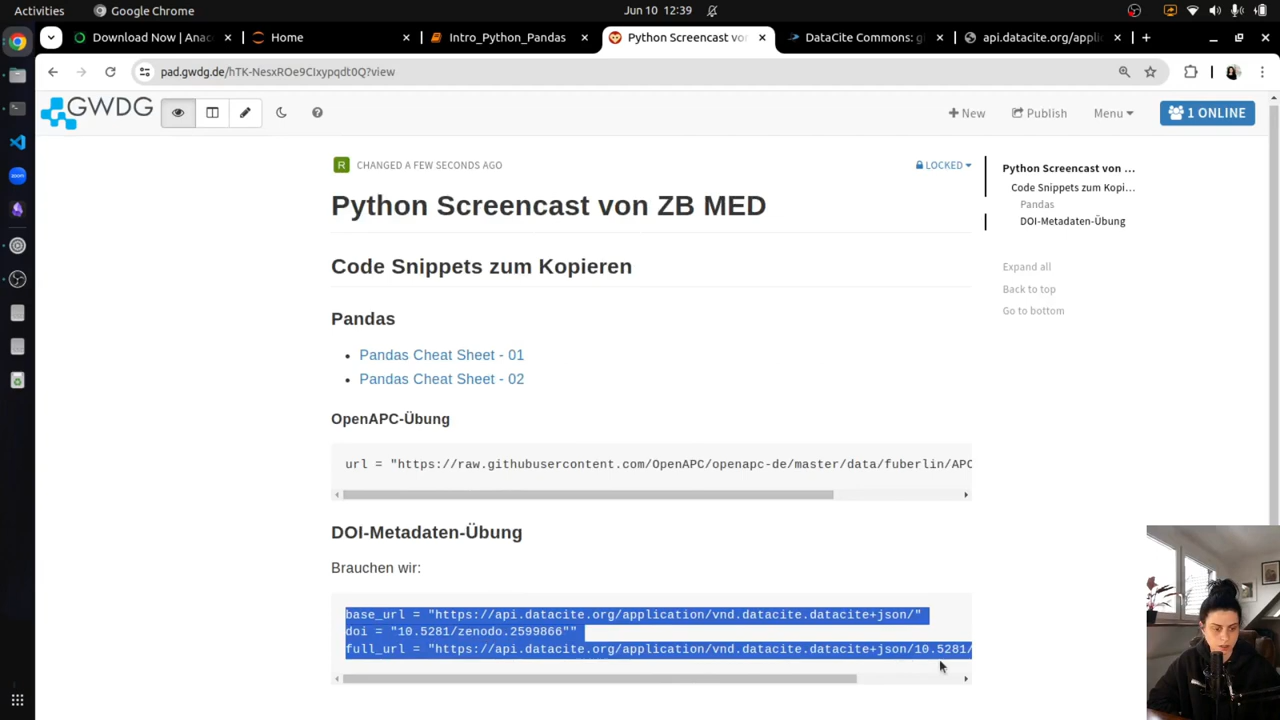 Activities
Google Chrome
Jun 10 12:39
Download Now | Anac
Home
Intro_Python_Pandas
Python Screencast vor
DataCite Commons: gl
api.datacite.org/applic
pad.gwdg.de/hTK-NesxROe9CIxypqdt0Q?view
GWDG
New
Publish
Menu
1 ONLINE
R
CHANGED A FEW SECONDS AGO
LOCKED
Python Screencast von ZB MED
Code Snippets zum Kopieren
Pandas
Pandas Cheat Sheet - 01
Pandas Cheat Sheet - 02
OpenAPC-Übung
url = "https://raw.githubusercontent.com/OpenAPC/openapc-de/master/data/fuberlin/APC
DOI-Metadaten-Übung
Brauchen wir:
base_url = "https://api.datacite.org/application/vnd.datacite.datacite+json/"
doi = "10.5281/zenodo.2599866""
full_url = "https://api.datacite.org/application/vnd.datacite.datacite+json/10.5281/
Python Screencast von ...
Code Snippets zum Kopi...
Pandas
DOI-Metadaten-Übung
Expand all
Back to top
Go to bottom
zoom